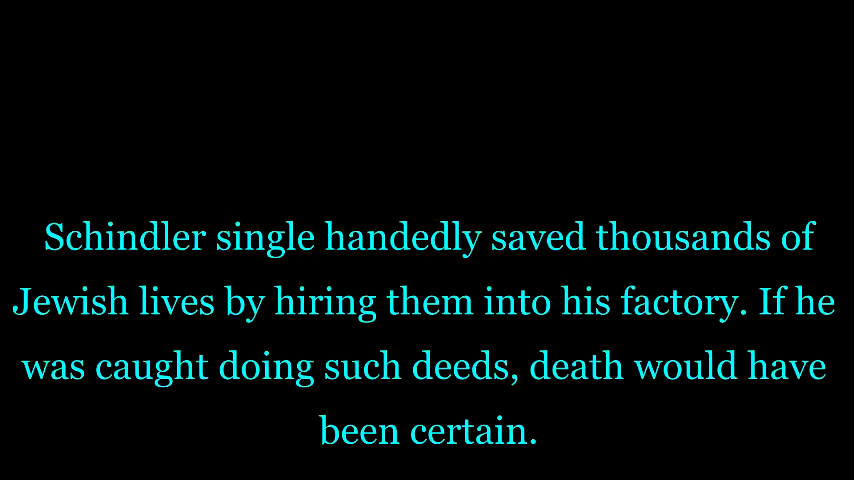 Schindler single handedly saved thousands of
Jewish lives by hiring them into his factory. If he
was caught doing such deeds, death would have
been certain.